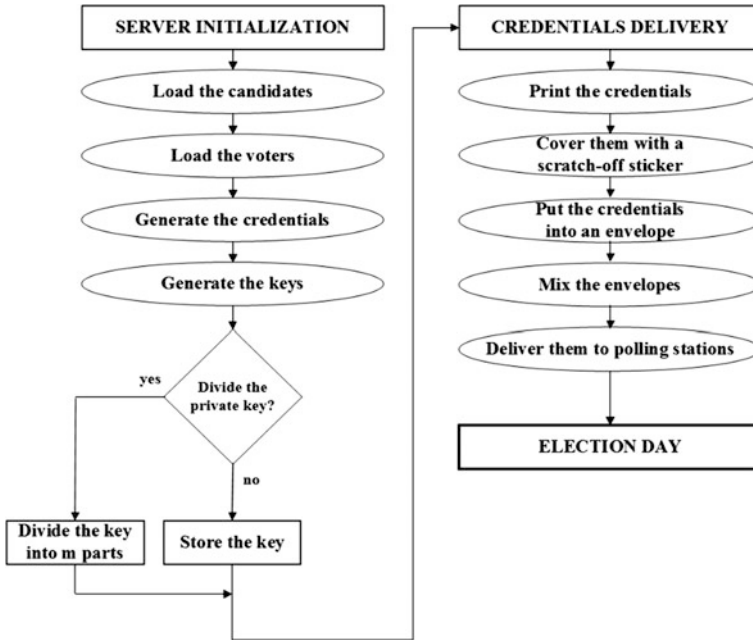 SERVER INITIALIZATION
Load the candidates
Load the voters
Generate the credentials
Generate the keys
Divide the
private key?
yes
no
Divide the key
into m parts
Store the key
CREDENTIALS DELIVERY
Print the credentials
Cover them with a
scratch-off sticker
Put the credentials
into an envelope
Mix the envelopes
Deliver them to polling stations
ELECTION DAY